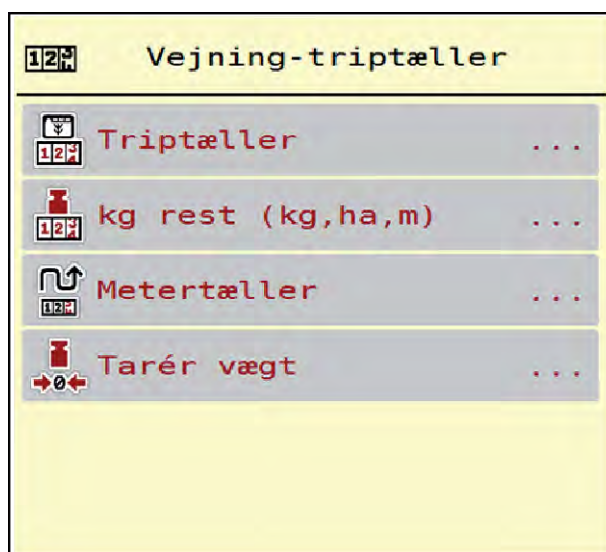 Vejning-triptæller
Triptæller ...
kg rest (kg,ha,m) ...
Metertæller ...
Tarér vægt ...